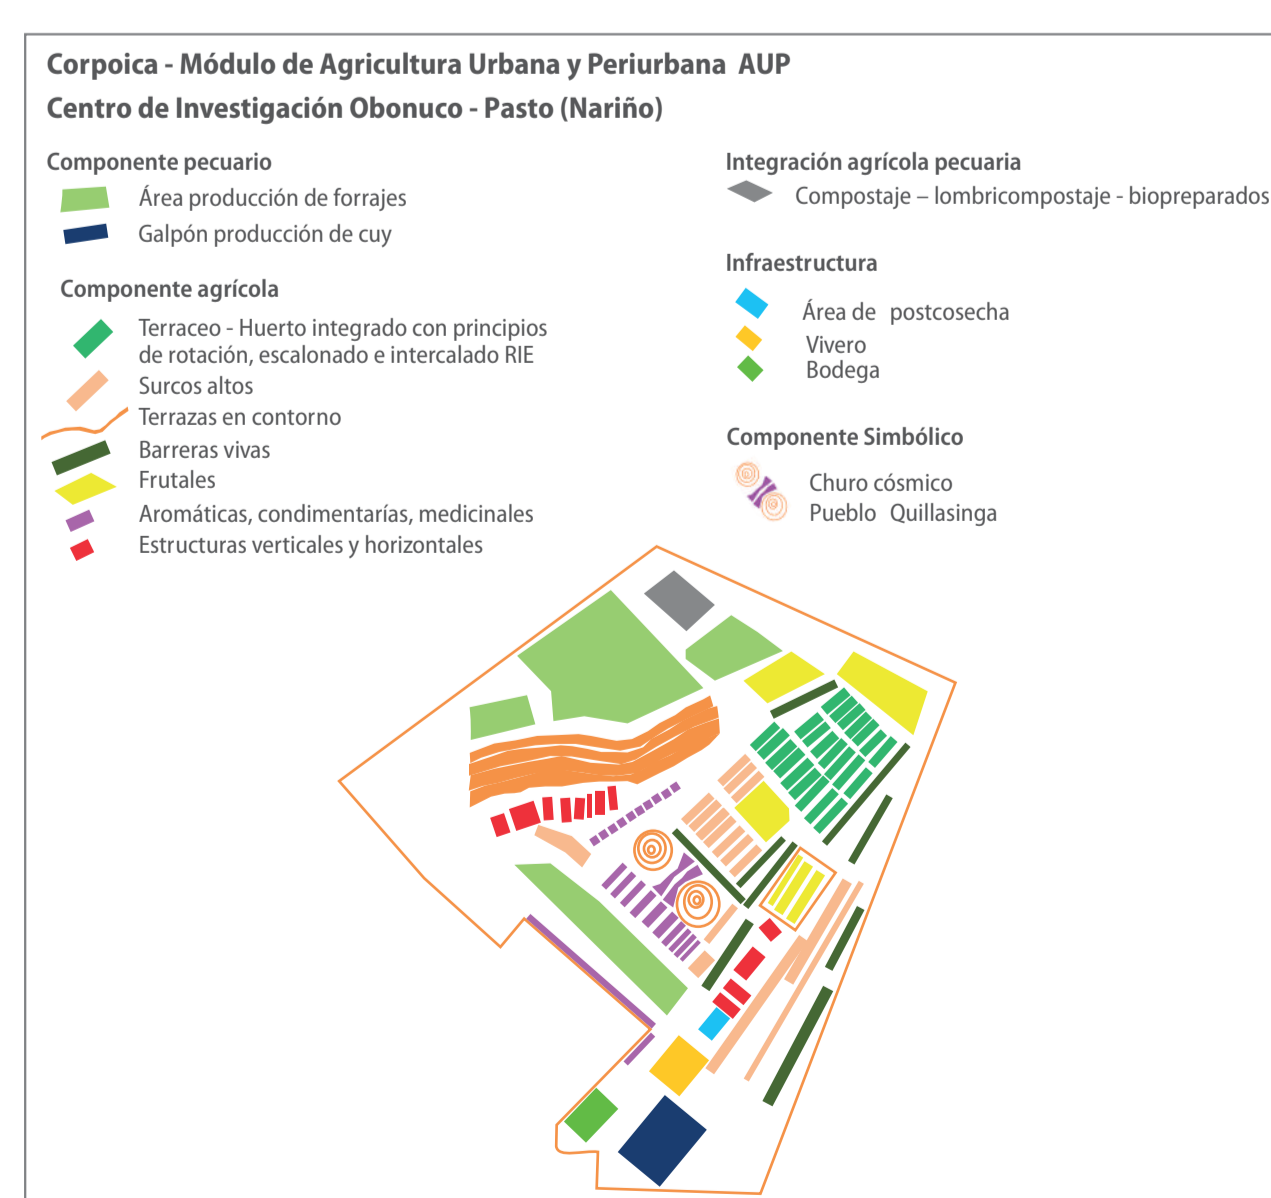 Corpoica - Módulo de Agricultura Urbana y Periurbana AUP
Centro de Investigación Obonuco - Pasto (Nariño)
Componente pecuario
Área producción de forrajes
Galpón producción de cuy
Componente agrícola
Terraceo - Huerto integrado con principios
de rotación, escalonado e intercalado RIE
Surcos altos
Terrazas en contorno
Barreras vivas
Frutales
Aromáticas, condimentarías, medicinales
Estructuras verticales y horizontales
Integración agrícola pecuaria
Compostaje – lombricompostaje - biopreparados
Infraestructura
Área de postcosecha
Vivero
Bodega
Componente Simbólico
Churo cósmico
Pueblo Quillasinga